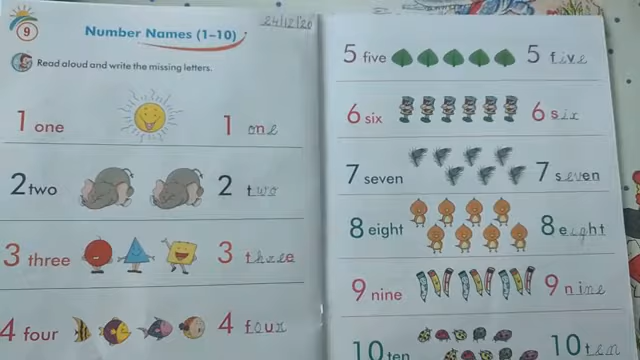 9
Number Names (1–10)
24/12/20
Read aloud and write the missing letters.
1 one 1 one
2 two 2 two
3 three 3 three
4 four 4 four
5 five 5 five
6 six 6 six
7 seven 7 seven
8 eight 8 eight
9 nine 9 nine
10 ten 10 ten